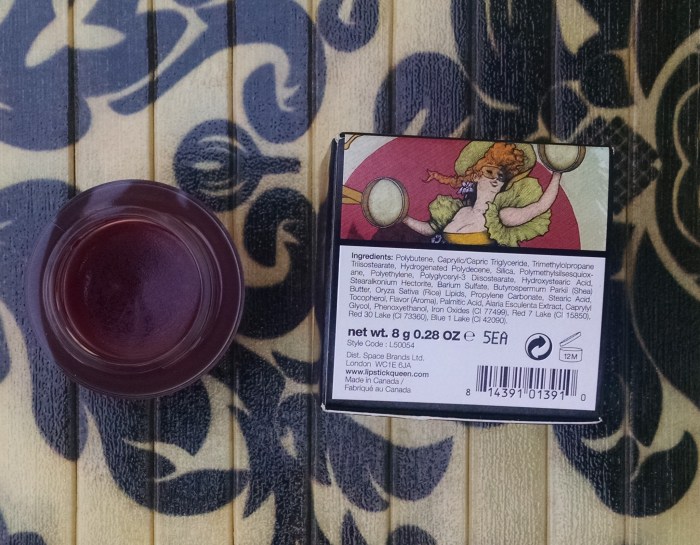 Ingredients: Polybutene, Caprylic/Capric Triglyceride, Trimethylolpropane
Triisostearate, Hydrogenated Polydecene, Silica, Polymethylsilsesquiox-
ane, Polyethylene, Polyglyceryl-3 Diisostearate, Hydroxystearic Acid,
Stearalkonium Hectorite, Barium Sulfate, Butyrospermum Parkii (Shea)
Butter, Oryza Sativa (Rice) Lipids, Propylene Carbonate, Stearic Acid,
Tocopherol, Flavor (Aroma), Palmitic Acid, Alaria Esculenta Extract, Caprylyl
Glycol, Phenoxyethanol, Iron Oxides (CI 77499), Red 7 Lake (CI 15850),
Red 30 Lake (CI 73360), Blue 1 Lake (CI 42090).
net wt. 8 g 0.28 OZ ℮ 5EA
Style Code : L50054
Dist. Space Brands Ltd.
London WC1E 6JA
www.lipstickqueen.com
Made in Canada /
Fabriqué au Canada
12M
8 14391 01391 0